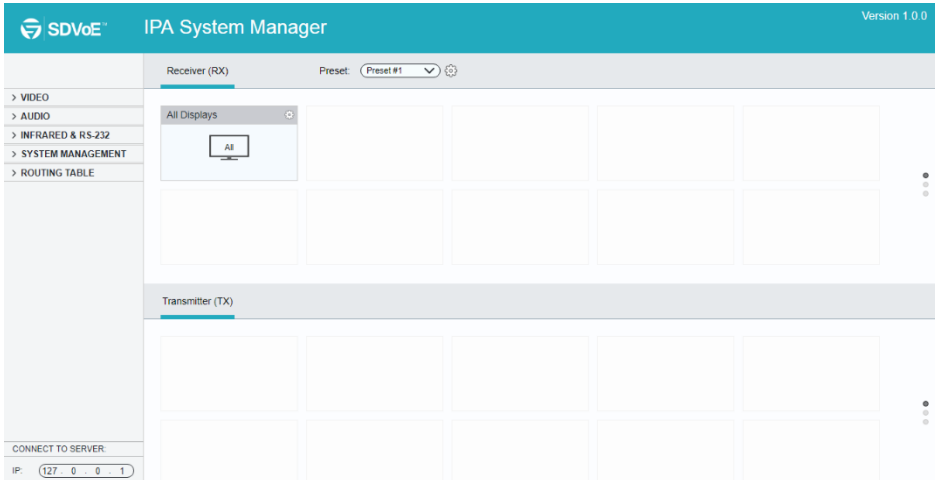 SDVoE™ IPA System Manager Version 1.0.0
Receiver (RX) Preset: Preset #1
> VIDEO
> AUDIO
> INFRARED & RS-232
> SYSTEM MANAGEMENT
> ROUTING TABLE
All Displays
All
Transmitter (TX)
CONNECT TO SERVER:
IP: 127 . 0 . 0 . 1